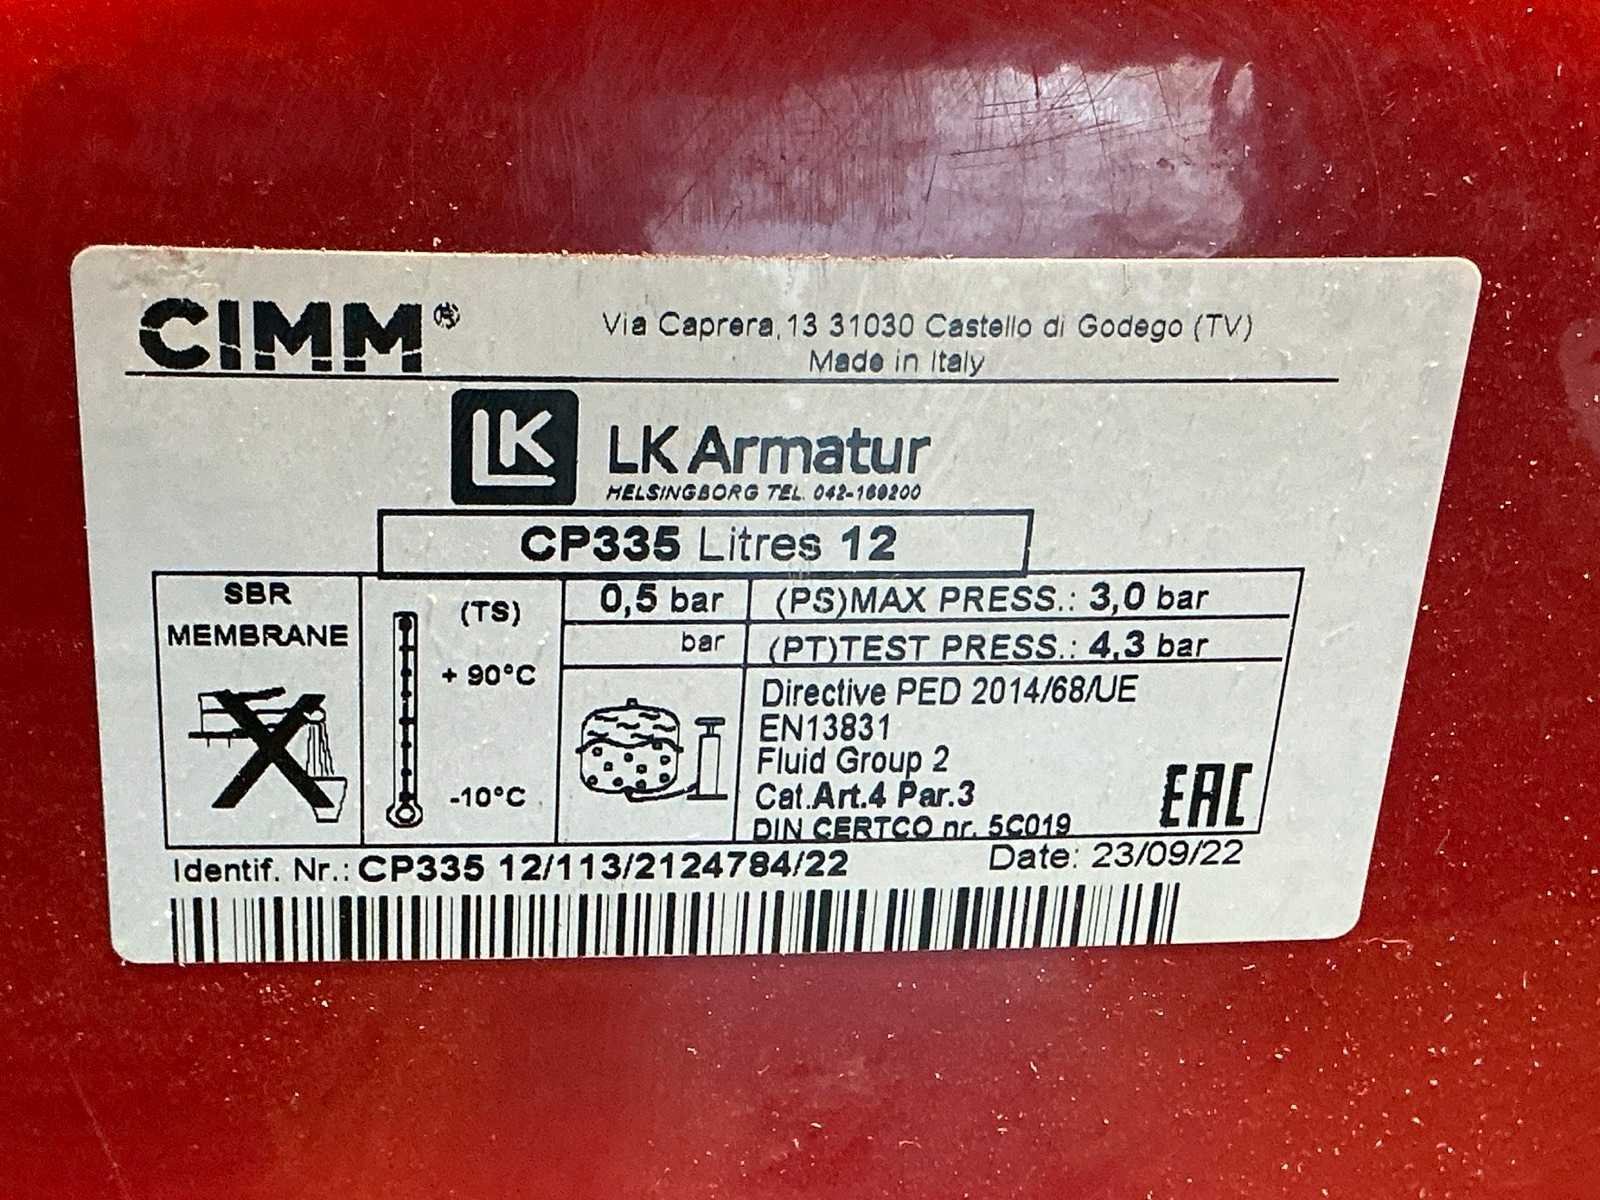 CIMM®
Via Caprera, 13 31030 Castello di Godego (TV)
Made in Italy
LK
LK Armatur
HELSINGBORG TEL. 042-169200
CP335 Litres 12
SBR
MEMBRANE
(TS)
+ 90°C
-10°C
0,5 bar
bar
(PS)MAX PRESS.: 3,0 bar
(PT)TEST PRESS.: 4,3 bar
Directive PED 2014/68/UE
EN13831
Fluid Group 2
Cat.Art.4 Par.3
DIN CERTCO nr. 5C019
EAC
Identif. Nr.: CP335 12/113/2124784/22
Date: 23/09/22